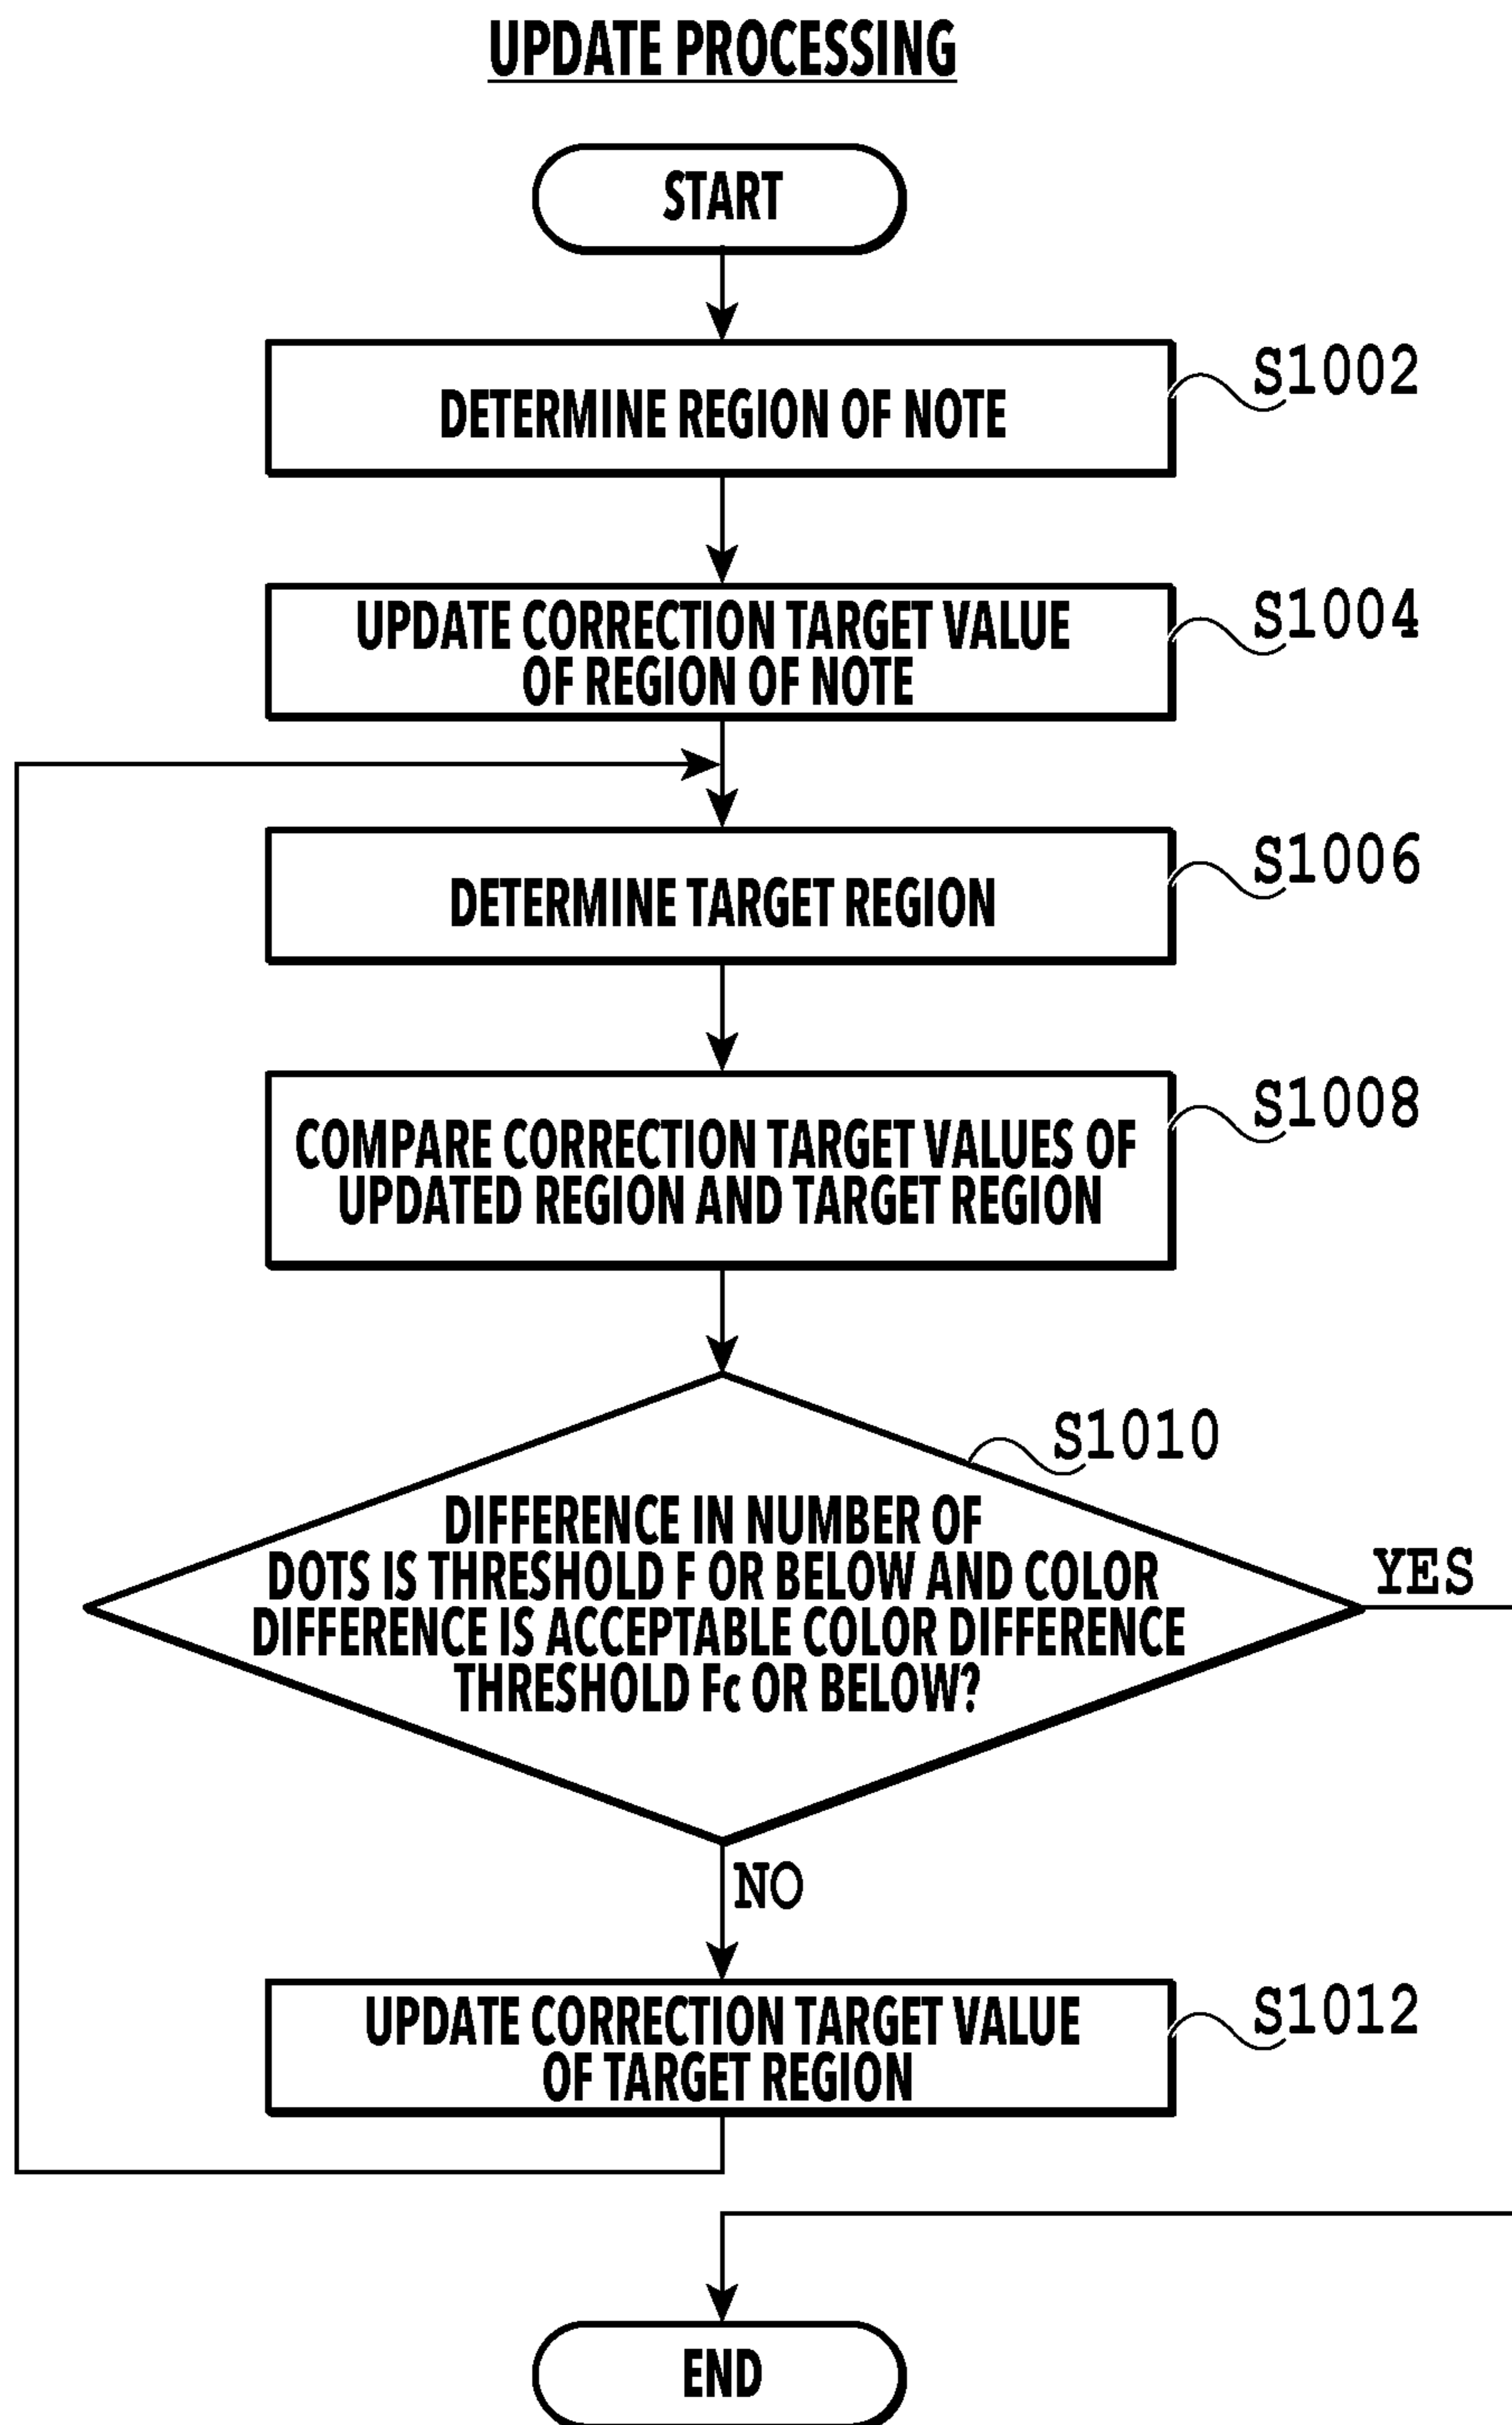 UPDATE PROCESSING
START
DETERMINE REGION OF NOTE
S1002
UPDATE CORRECTION TARGET VALUE
OF REGION OF NOTE
S1004
DETERMINE TARGET REGION
S1006
COMPARE CORRECTION TARGET VALUES OF
UPDATED REGION AND TARGET REGION
S1008
S1010
DIFFERENCE IN NUMBER OF
DOTS IS THRESHOLD F OR BELOW AND COLOR
DIFFERENCE IS ACCEPTABLE COLOR DIFFERENCE
THRESHOLD Fc OR BELOW?
YES
NO
UPDATE CORRECTION TARGET VALUE
OF TARGET REGION
S1012
END